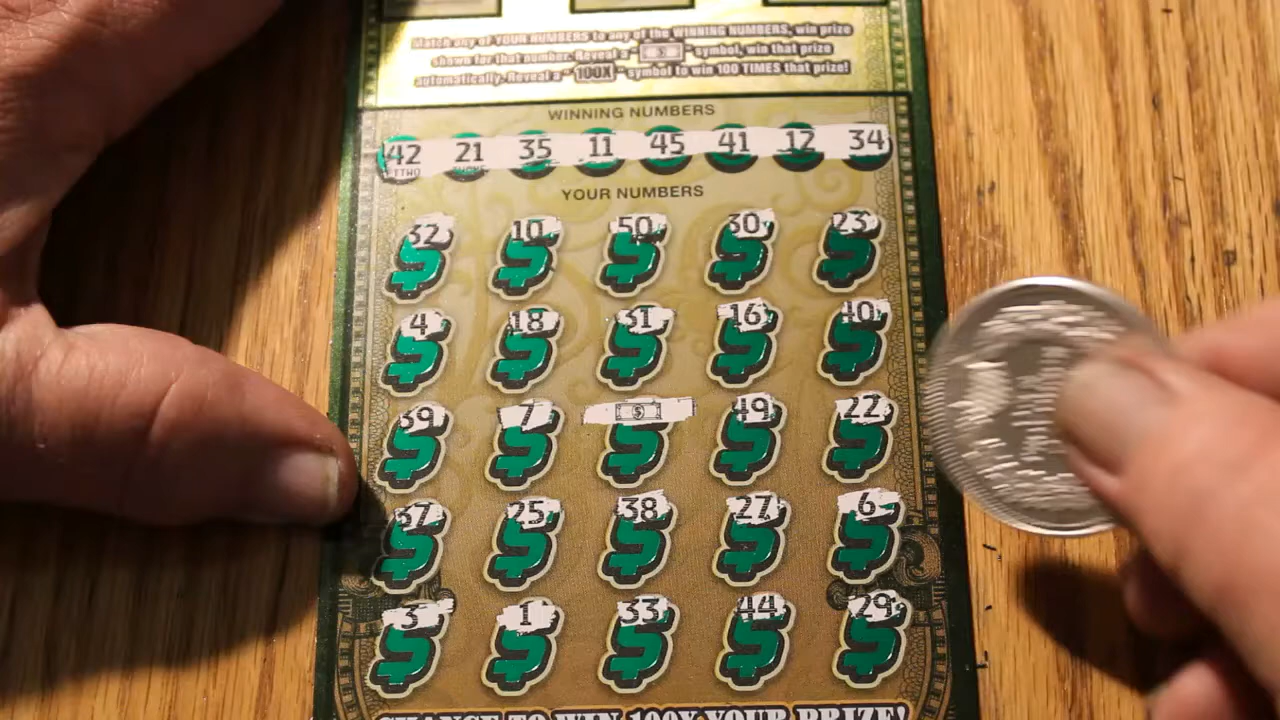 Match any of YOUR NUMBERS to any of the WINNING NUMBERS, win prize
shown for that number. Reveal a "$" symbol, win that prize
automatically. Reveal a "100X" symbol to win 100 TIMES that prize!
WINNING NUMBERS
42 21 35 11 45 41 12 34
YOUR NUMBERS
32 10 50 30 23
$ $ $ $ $
4 18 31 16 40
$ $ $ $ $
39 7 $ 49 22
$ $ $ $ $
37 25 38 27 6
$ $ $ $ $
3 1 33 44 29
$ $ $ $ $
CHANCE TO WIN 100X YOUR PRIZE!